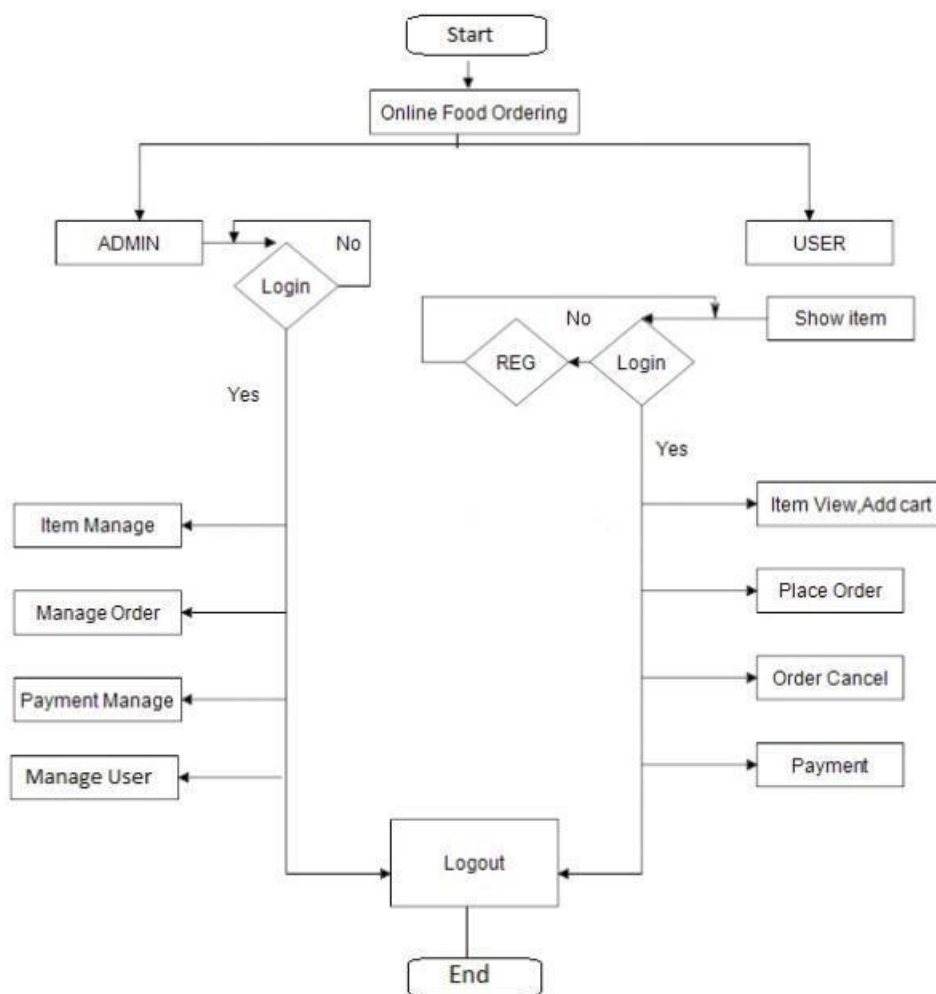 Start
Online Food Ordering
ADMIN
No
Login
USER
No
Show item
REG
Login
Yes
Yes
Item View,Add cart
Item Manage
Place Order
Manage Order
Order Cancel
Payment Manage
Payment
Manage User
Logout
End